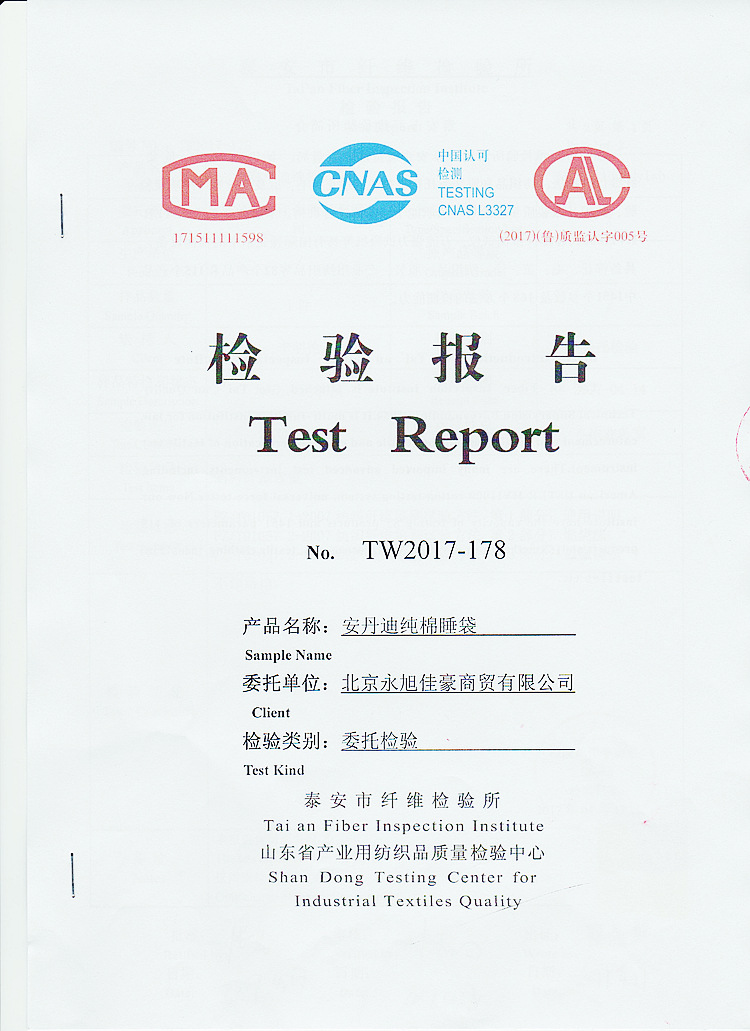 MA
CNAS
中国认可
检测
TESTING
CNAS L3327
AL
171511111598
(2017)(鲁)质监认字005号
检验报告
Test Report
No. TW2017-178
产品名称：安丹迪纯棉睡袋
Sample Name
委托单位：北京永旭佳豪商贸有限公司
Client
检验类别：委托检验
Test Kind
泰安市纤维检验所
Tai an Fiber Inspection Institute
山东省产业用纺织品质量检验中心
Shan Dong Testing Center for
Industrial Textiles Quality